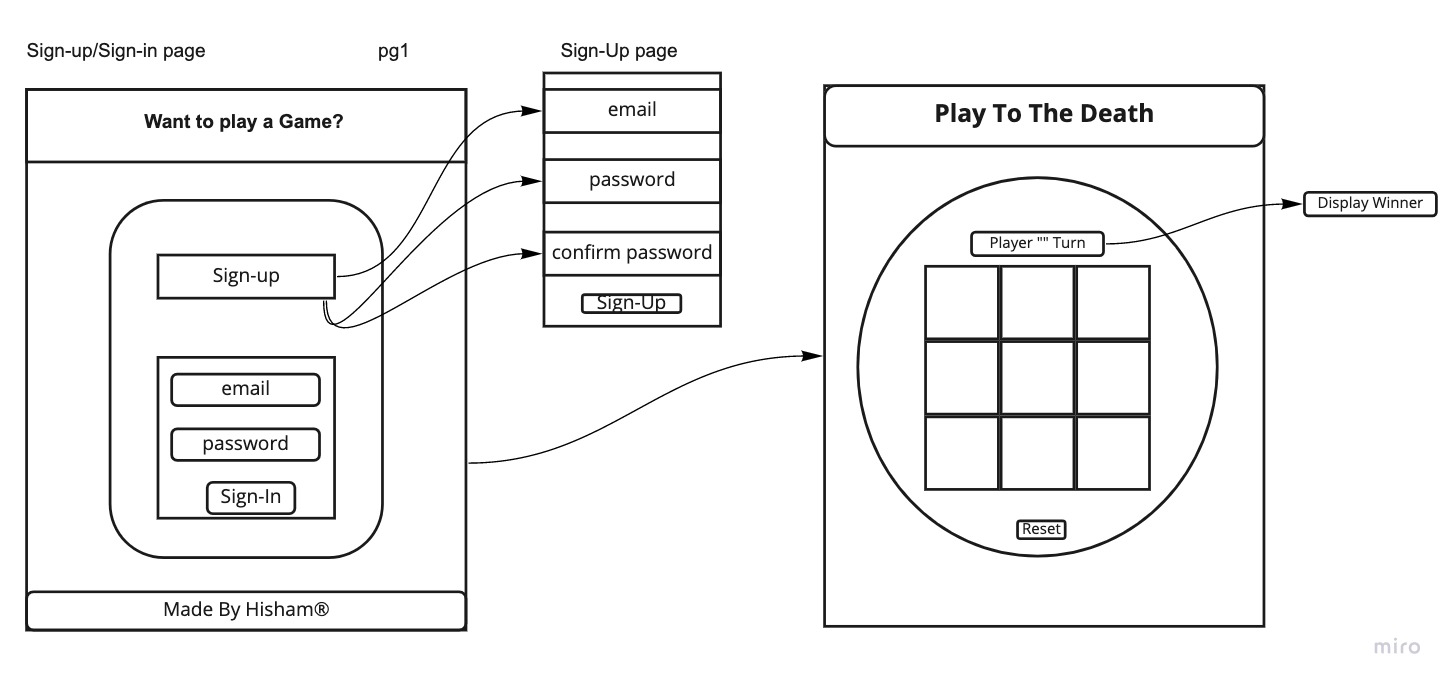 Sign-up/Sign-in page
pg1
Want to play a Game?
Sign-up
email
password
Sign-In
Made By Hisham®
Sign-Up page
email
password
confirm password
Sign-Up
Play To The Death
Player "" Turn
Reset
Display Winner
miro